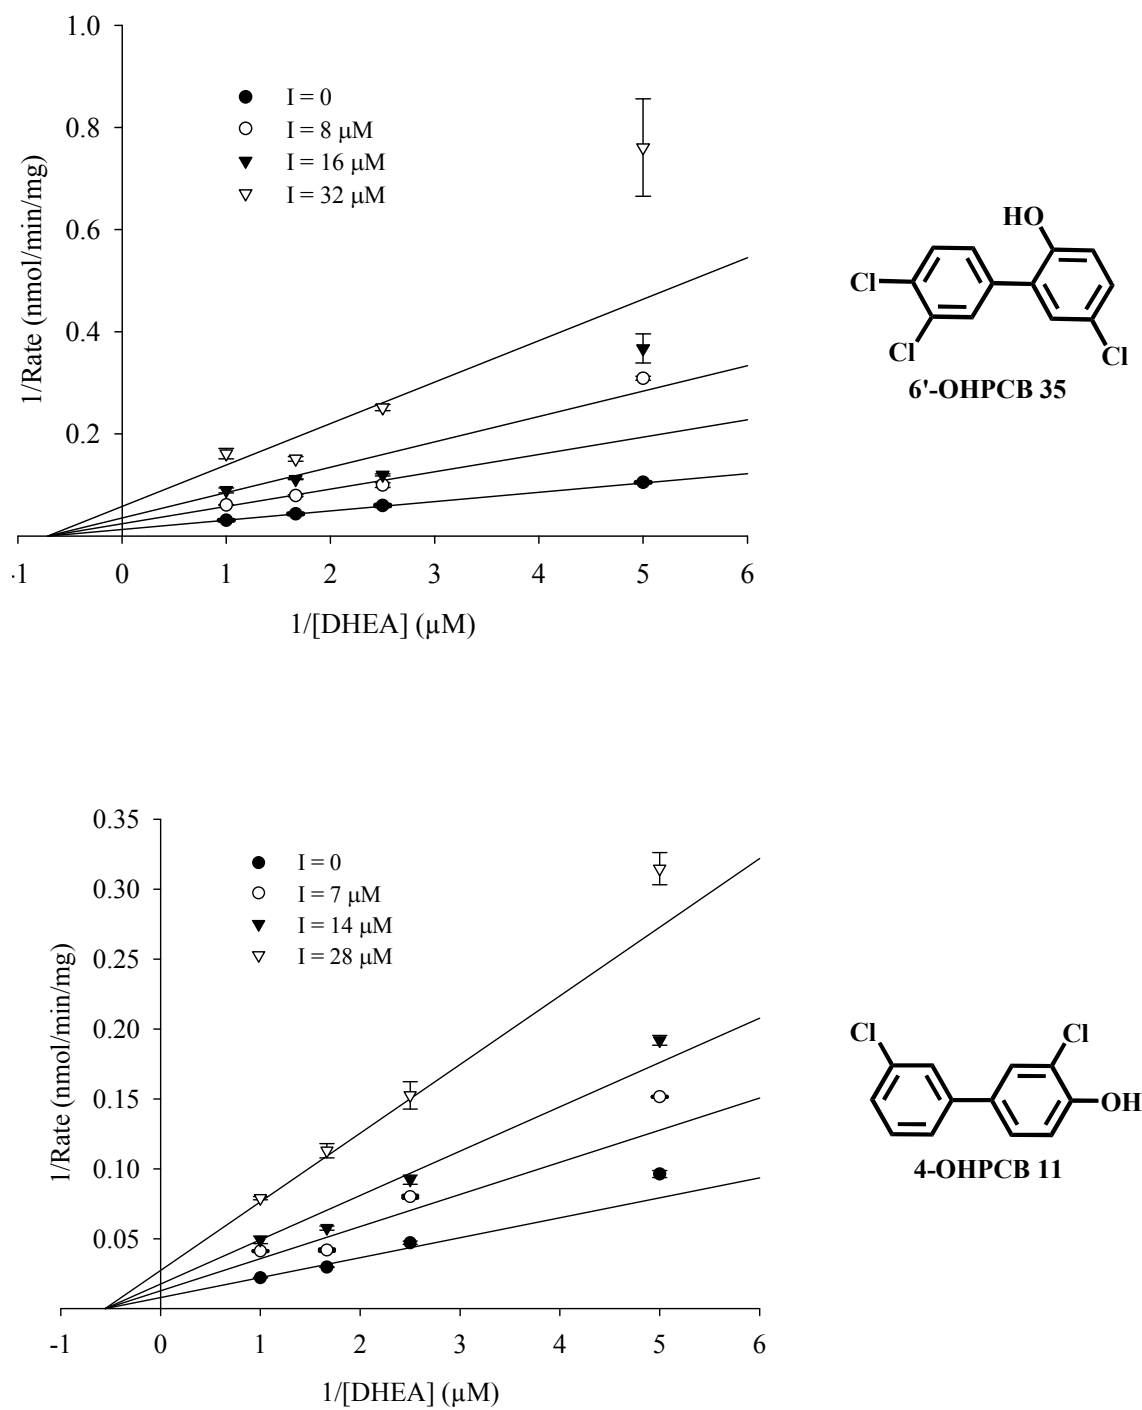 1.0
I = 0
I = 8 μM
0.8
I = 16 μM
I = 32 μM
1/Rate (nmol/min/mg)
0.6
HO
Cl
0.4
Cl
Cl
6'-OHPCB 35
0.2
-1 0 1 2 3 4 5 6
1/[DHEA] (μM)
0.35
I = 0
0.30
I = 7 μM
I = 14 μM
0.25
I = 28 μM
1/Rate (nmol/min/mg)
0.20
Cl
Cl
0.15
OH
4-OHPCB 11
0.10
0.05
-1 0 1 2 3 4 5 6
1/[DHEA] (μM)